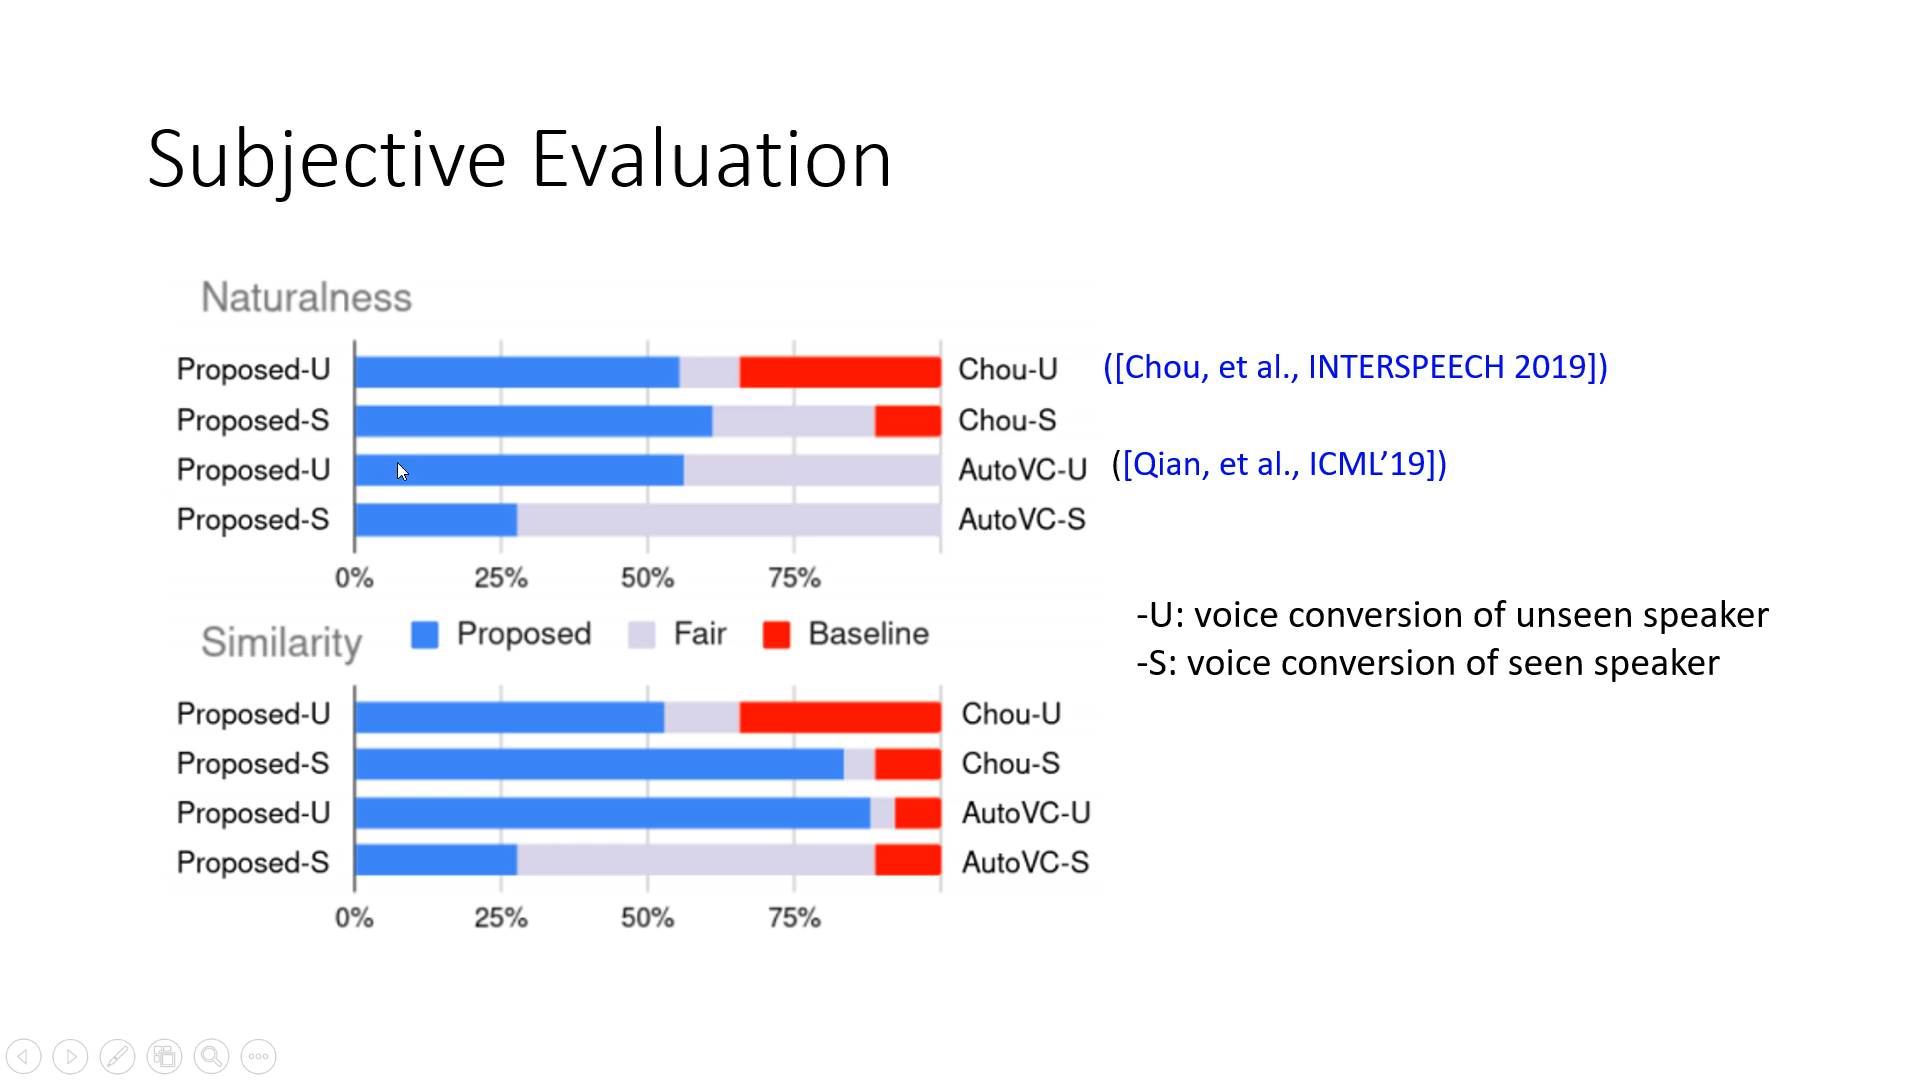 Subjective Evaluation
Naturalness
Proposed-U Chou-U ([Chou, et al., INTERSPEECH 2019])
Proposed-S Chou-S
Proposed-U AutoVC-U ([Qian, et al., ICML’19])
Proposed-S AutoVC-S
0% 25% 50% 75%
-U: voice conversion of unseen speaker
Similarity Proposed Fair Baseline
-S: voice conversion of seen speaker
Proposed-U Chou-U
Proposed-S Chou-S
Proposed-U AutoVC-U
Proposed-S AutoVC-S
0% 25% 50% 75%